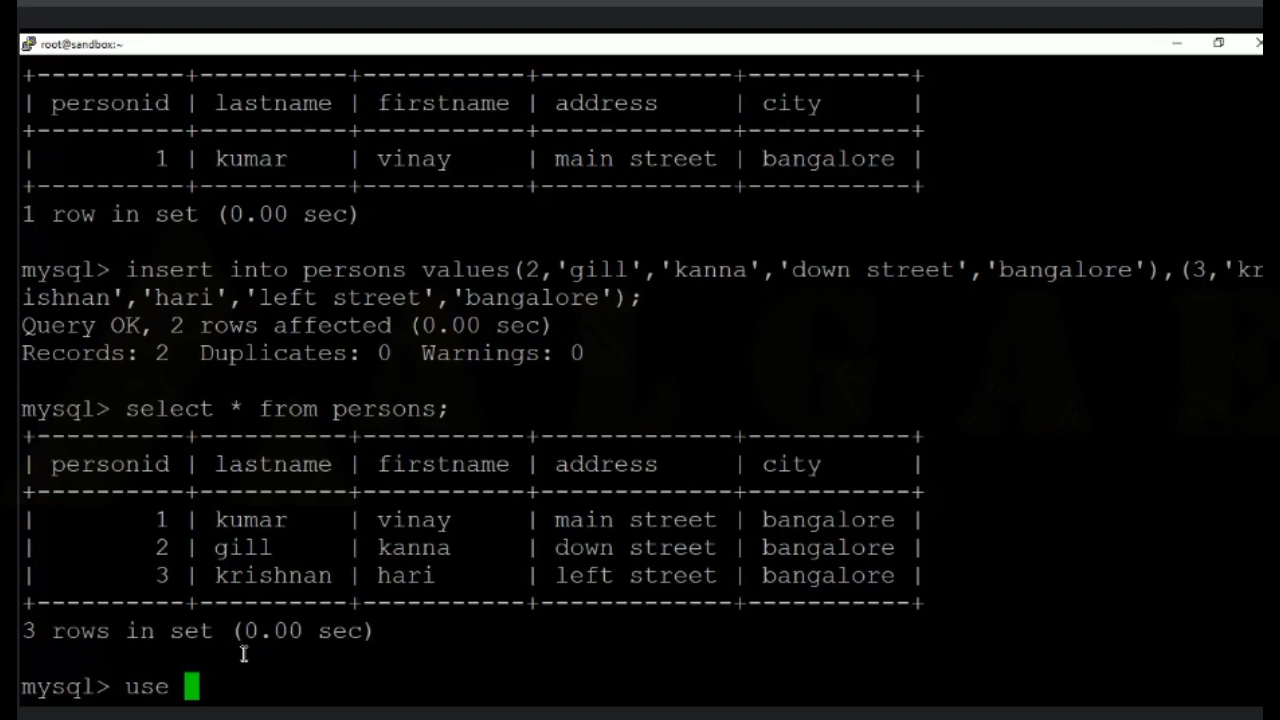 root@sandbox:~
+----------+----------+-----------+-------------+-----------+
| personid | lastname | firstname | address     | city      |
+----------+----------+-----------+-------------+-----------+
|        1 | kumar    | vinay     | main street | bangalore |
+----------+----------+-----------+-------------+-----------+
1 row in set (0.00 sec)
mysql> insert into persons values(2,'gill','kanna','down street','bangalore'),(3,'kr
ishnan','hari','left street','bangalore');
Query OK, 2 rows affected (0.00 sec)
Records: 2  Duplicates: 0  Warnings: 0
mysql> select * from persons;
+----------+----------+-----------+-------------+-----------+
| personid | lastname | firstname | address     | city      |
+----------+----------+-----------+-------------+-----------+
|        1 | kumar    | vinay     | main street | bangalore |
|        2 | gill     | kanna     | down street | bangalore |
|        3 | krishnan | hari      | left street | bangalore |
+----------+----------+-----------+-------------+-----------+
3 rows in set (0.00 sec)
mysql> use